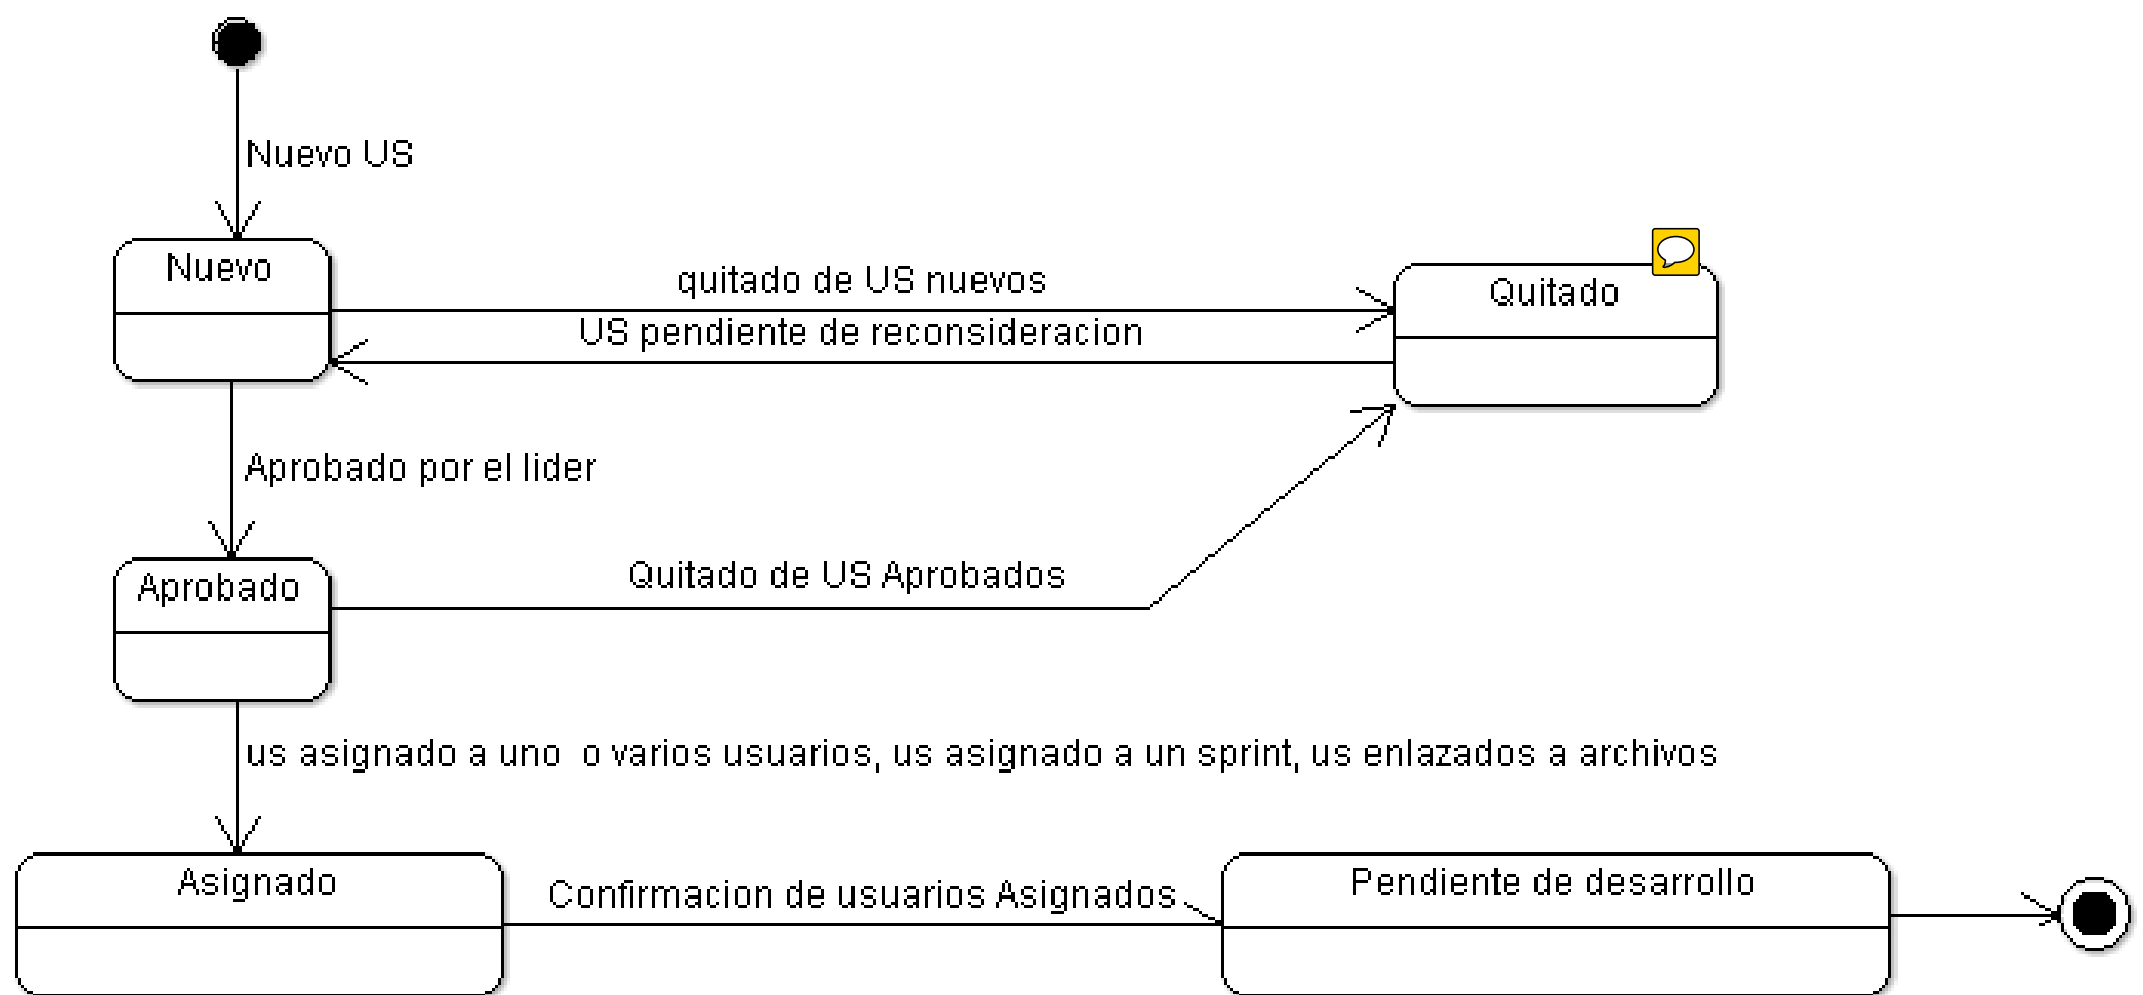 Nuevo US
Nuevo
quitado de US nuevos
Quitado
US pendiente de reconsideracion
Aprobado por el lider
Aprobado
Quitado de US Aprobados
us asignado a uno  o varios usuarios, us asignado a un sprint, us enlazados a archivos
Asignado
Confirmacion de usuarios Asignados
Pendiente de desarrollo